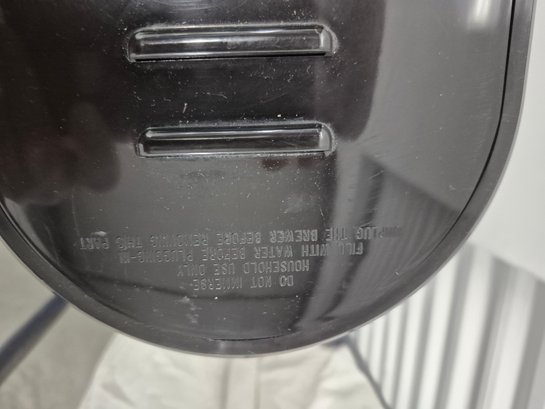 DO NOT IMMERSE-
HOUSEHOLD USE ONLY
FILL WITH WATER BEFORE PLUGGING-IN
UNPLUG THE BREWER BEFORE REMOVING THIS PART